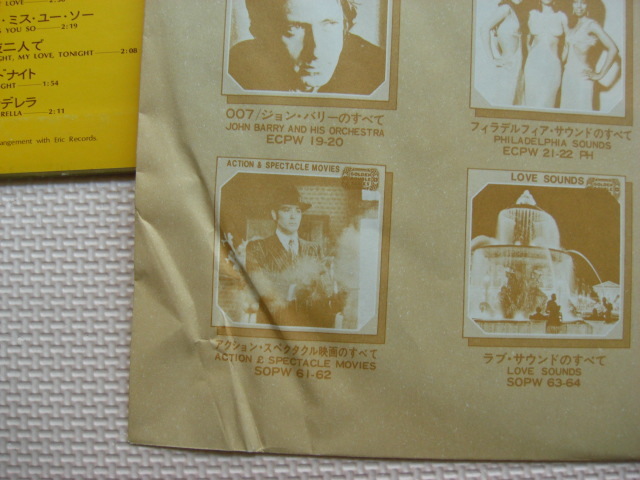 LOVE
・ミス・ユー・ソー
YOU SO—2:19
二人で
GHT, MY LOVE, TONIGHT—2:08
ドナイト
GHT—1:54
デレラ
RELLA—2:11
rangement with Eric Records.
007/ジョン・バリーのすべて
JOHN BARRY AND HIS ORCHESTRA
ECPW 19-20
フィラデルフィア・サウンドのすべて
PHILADELPHIA SOUNDS
ECPW 21-22 PH
ACTION & SPECTACLE MOVIES
GOLDEN DOUBLE
アクション・スペクタクル映画のすべて
ACTION & SPECTACLE MOVIES
SOPW 61-62
LOVE SOUNDS
GOLDEN DOUBLE
ラブ・サウンドのすべて
LOVE SOUNDS
SOPW 63-64